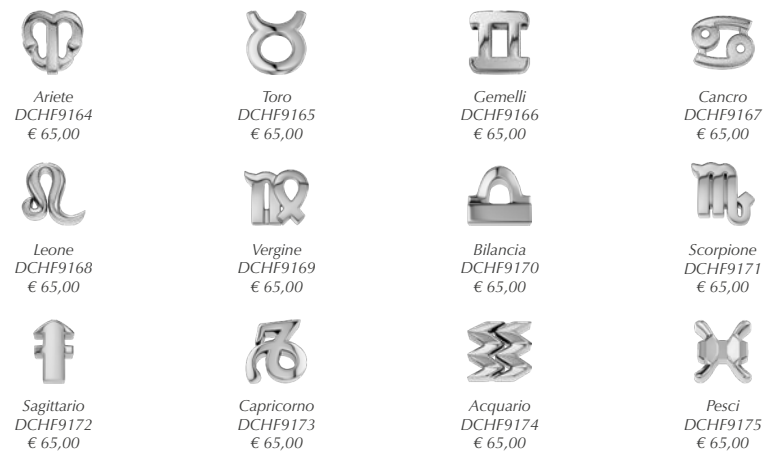 Ariete
DCHF9164
€ 65,00
Toro
DCHF9165
€ 65,00
Gemelli
DCHF9166
€ 65,00
Cancro
DCHF9167
€ 65,00
Leone
DCHF9168
€ 65,00
Vergine
DCHF9169
€ 65,00
Bilancia
DCHF9170
€ 65,00
Scorpione
DCHF9171
€ 65,00
Sagittario
DCHF9172
€ 65,00
Capricorno
DCHF9173
€ 65,00
Acquario
DCHF9174
€ 65,00
Pesci
DCHF9175
€ 65,00